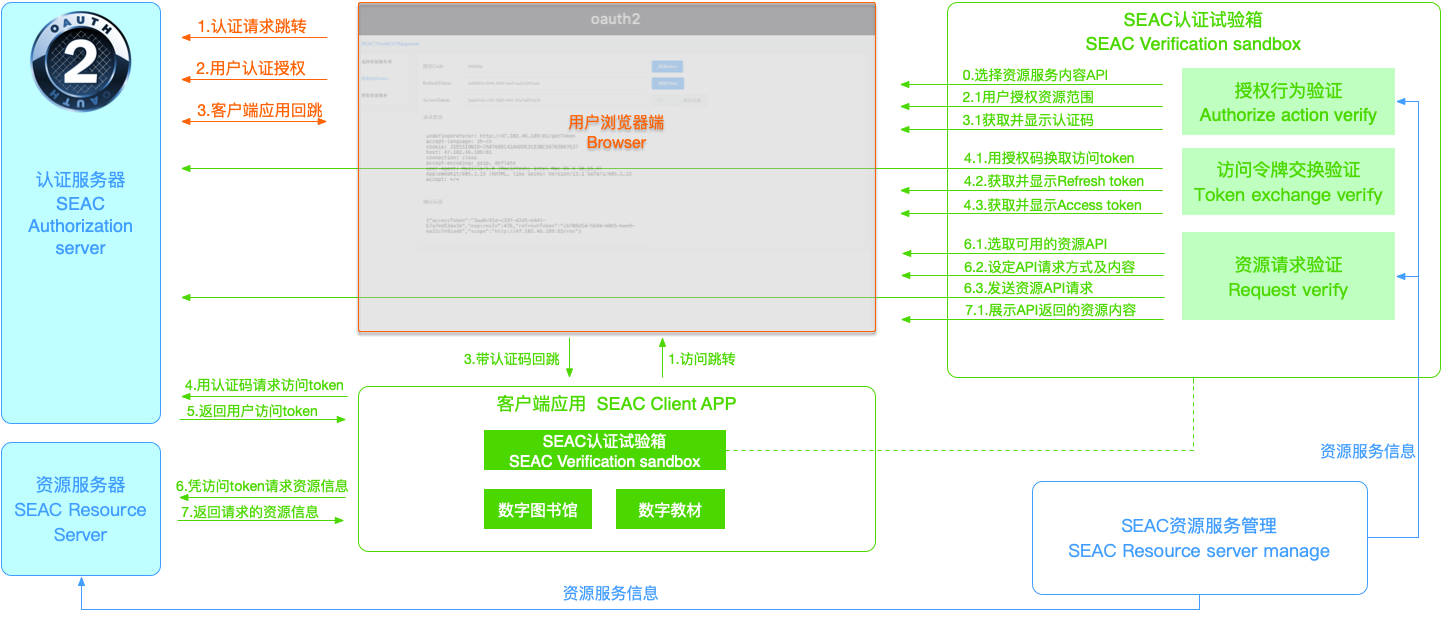 OAUTH
2
OAUTH
认证服务器
SEAC
Authorization
server
1.认证请求跳转
2.用户认证授权
3.客户端应用回跳
oauth2
用户浏览器端
Browser
SEAC认证试验箱
SEAC Verification sandbox
0.选择资源服务内容API
2.1用户授权资源范围
3.1获取并显示认证码
授权行为验证
Authorize action verify
4.1.用授权码换取访问token
4.2.获取并显示Refresh token
4.3.获取并显示Access token
访问令牌交换验证
Token exchange verify
6.1.选取可用的资源API
6.2.设定API请求方式及内容
6.3.发送资源API请求
7.1.展示API返回的资源内容
资源请求验证
Request verify
3.带认证码回跳
1.访问跳转
4.用认证码请求访问token
5.返回用户访问token
客户端应用 SEAC Client APP
SEAC认证试验箱
SEAC Verification sandbox
数字图书馆
数字教材
资源服务器
SEAC Resource
Server
6.凭访问token请求资源信息
7.返回请求的资源信息
资源服务信息
SEAC资源服务管理
SEAC Resource server manage
资源服务信息